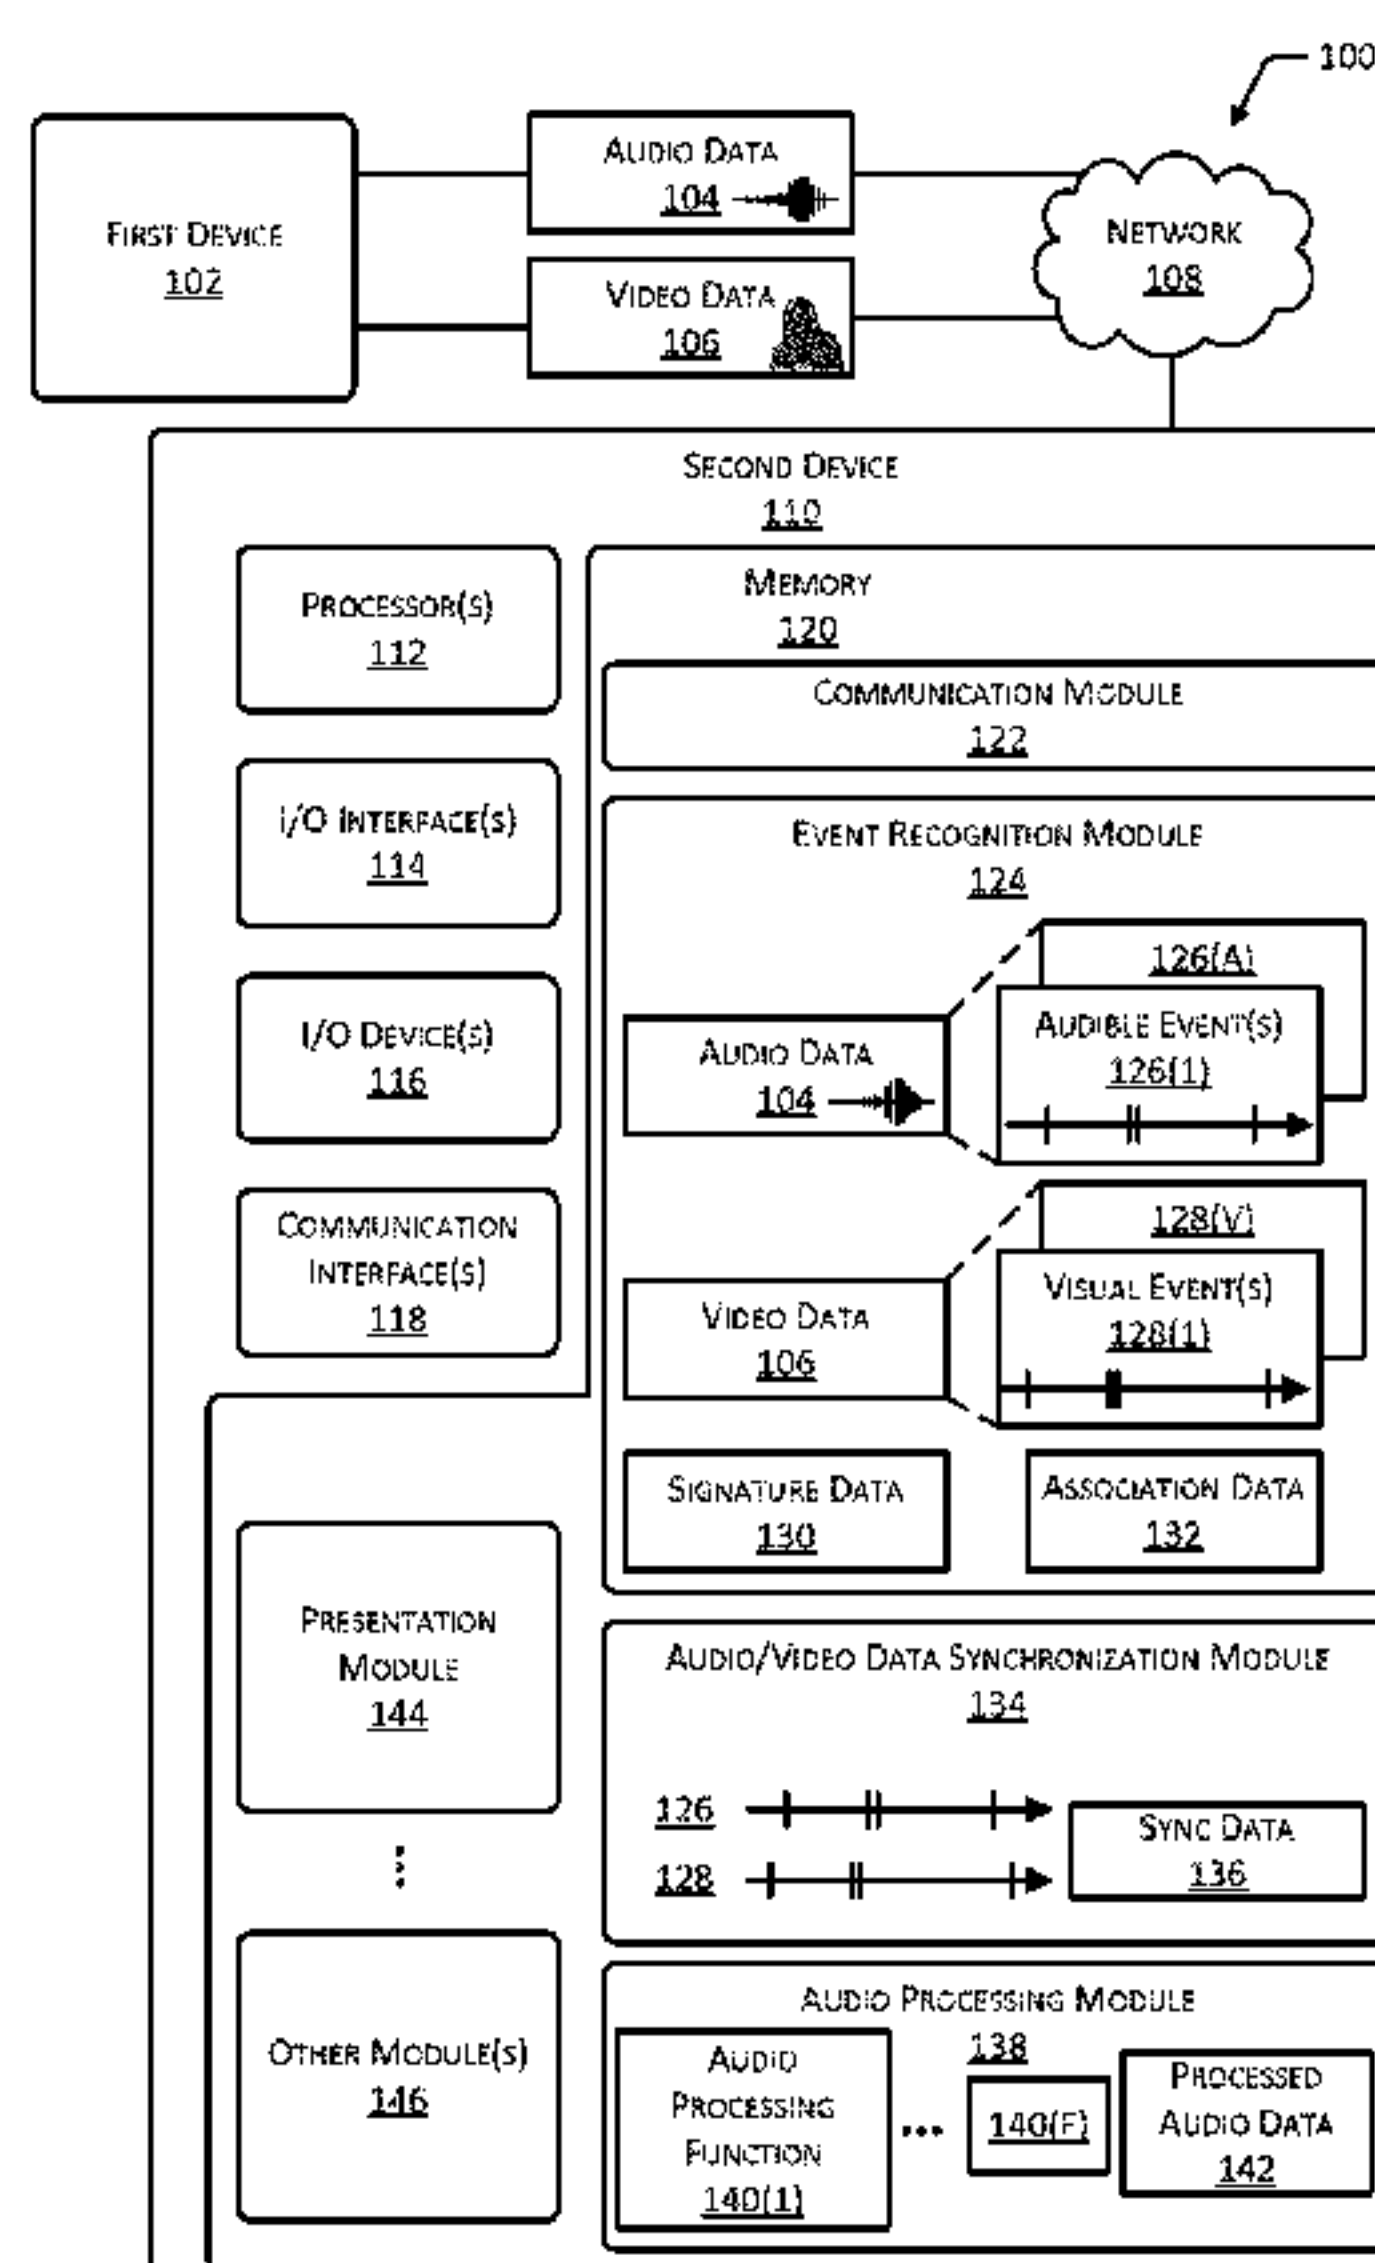 100
FIRST DEVICE
102
AUDIO DATA
104
VIDEO DATA
106
NETWORK
108
SECOND DEVICE
110
PROCESSOR(S)
112
I/O INTERFACE(S)
114
I/O DEVICE(S)
116
COMMUNICATION
INTERFACE(S)
118
MEMORY
120
COMMUNICATION MODULE
122
EVENT RECOGNITION MODULE
124
AUDIO DATA
104
126(A)
AUDIBLE EVENT(S)
126(1)
VIDEO DATA
106
128(V)
VISUAL EVENT(S)
128(1)
SIGNATURE DATA
130
ASSOCIATION DATA
132
PRESENTATION
MODULE
144
OTHER MODULE(S)
146
AUDIO/VIDEO DATA SYNCHRONIZATION MODULE
134
126
128
SYNC DATA
136
AUDIO PROCESSING MODULE
138
AUDIO
PROCESSING
FUNCTION
140(1)
...
140(F)
PROCESSED
AUDIO DATA
142